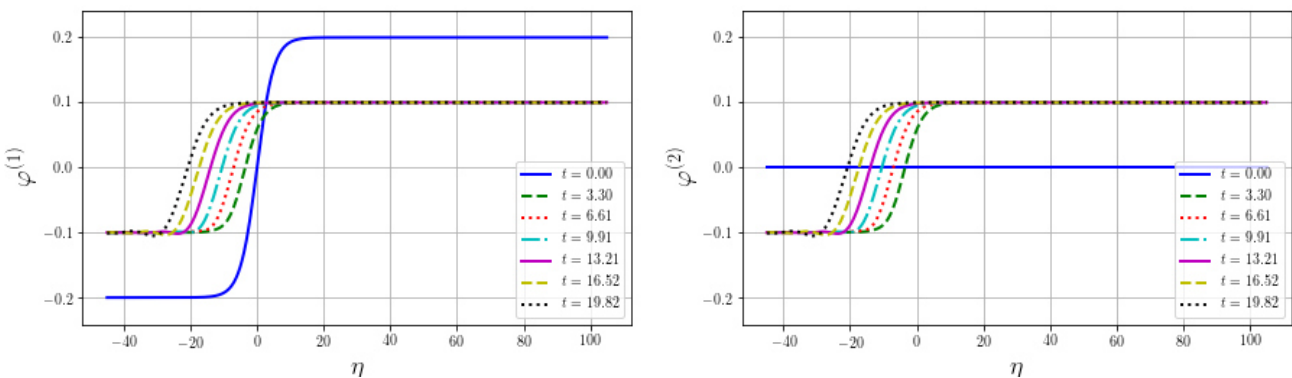 0.2
0.1
0.0
−0.1
−0.2
φ(1)
−40 −20 0 20 40 60 80 100
η
t = 0.00
t = 3.30
t = 6.61
t = 9.91
t = 13.21
t = 16.52
t = 19.82
0.2
0.1
0.0
−0.1
−0.2
φ(2)
−40 −20 0 20 40 60 80 100
η
t = 0.00
t = 3.30
t = 6.61
t = 9.91
t = 13.21
t = 16.52
t = 19.82